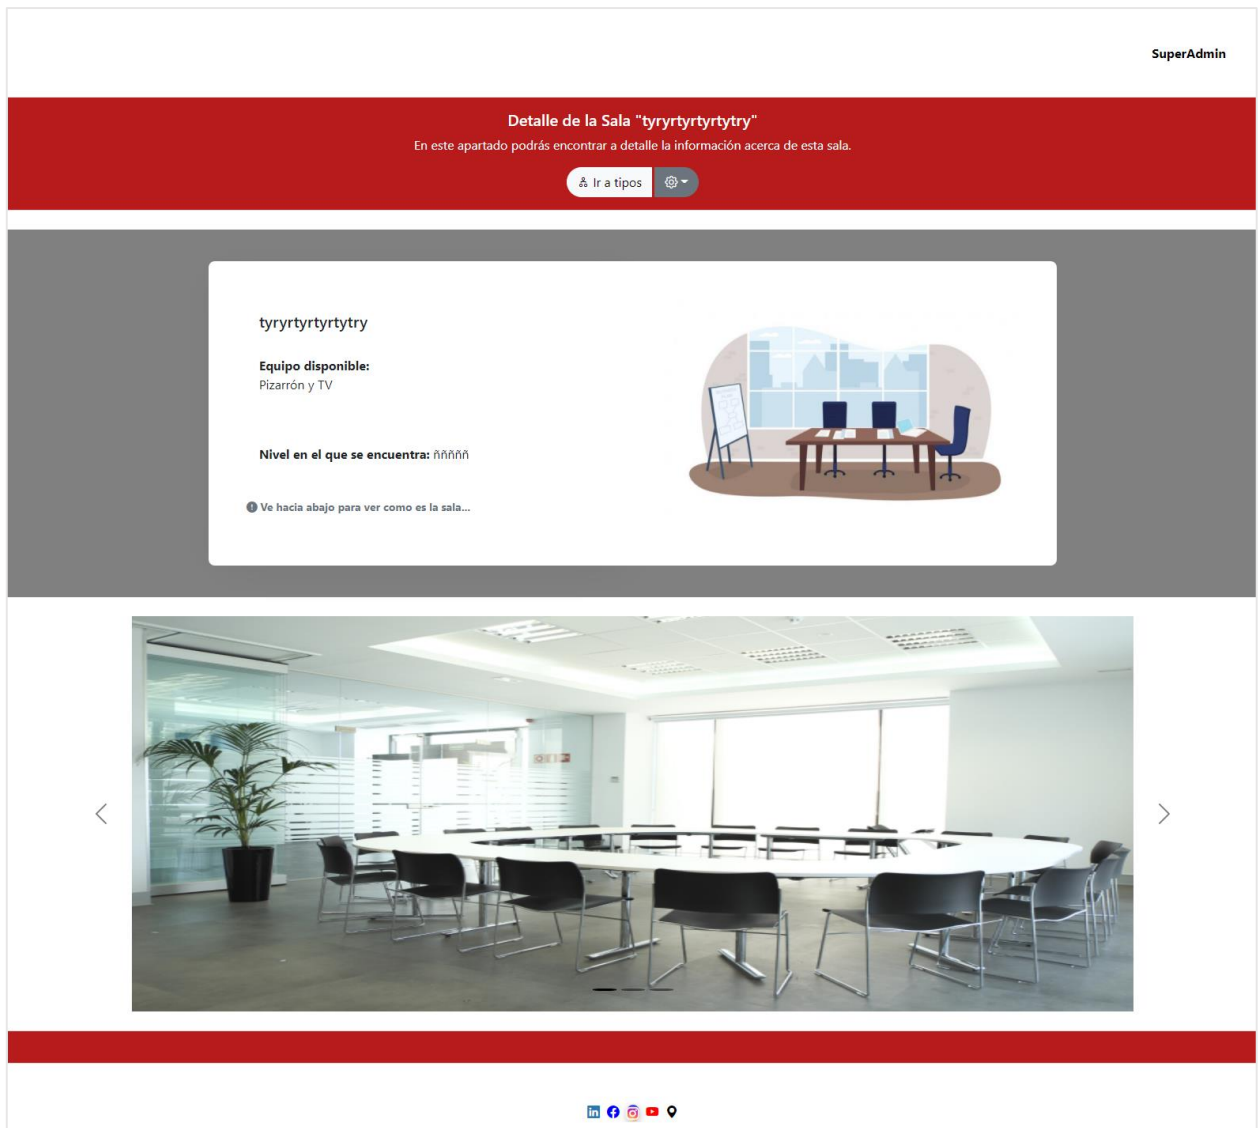 SuperAdmin
Detalle de la Sala "tyryrtyrtyrtytry"
En este apartado podrás encontrar a detalle la información acerca de esta sala.
Ir a tipos
tyryrtyrtyrtytry
Equipo disponible:
Pizarrón y TV
Nivel en el que se encuentra: ñññññ
Ve hacia abajo para ver como es la sala...